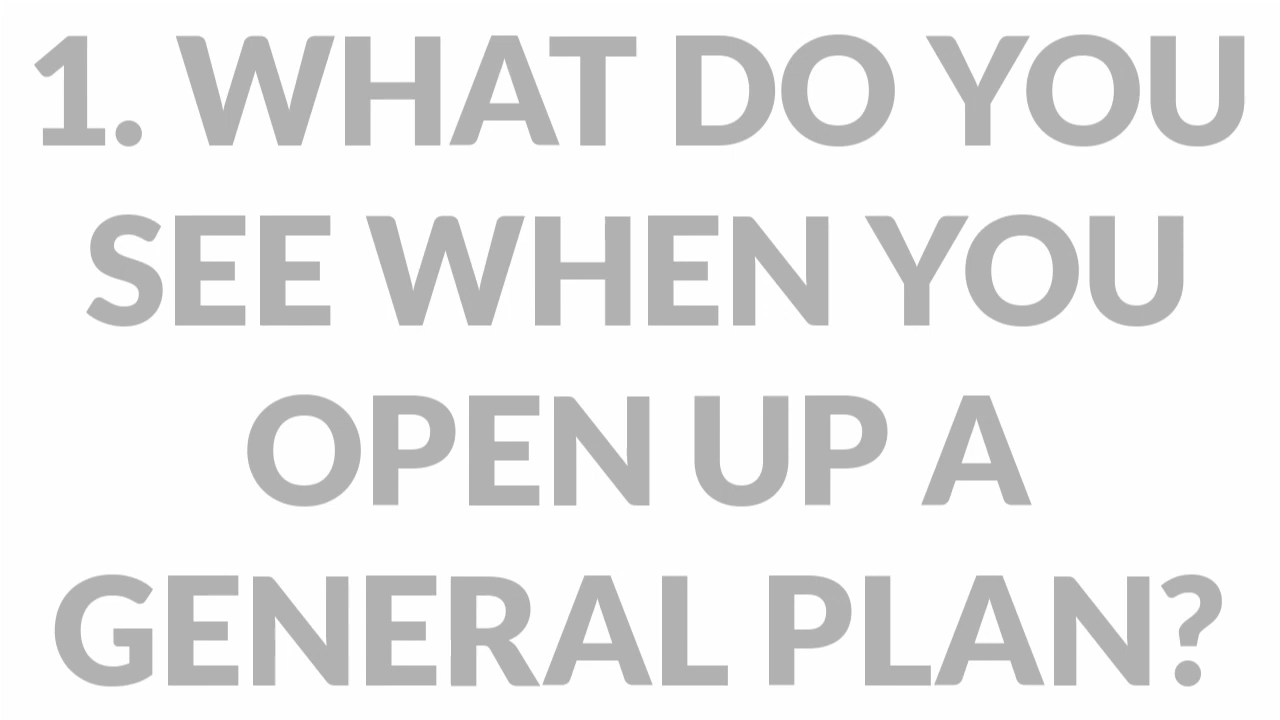 1. WHAT DO YOU
SEE WHEN YOU
OPEN UP A
GENERAL PLAN?